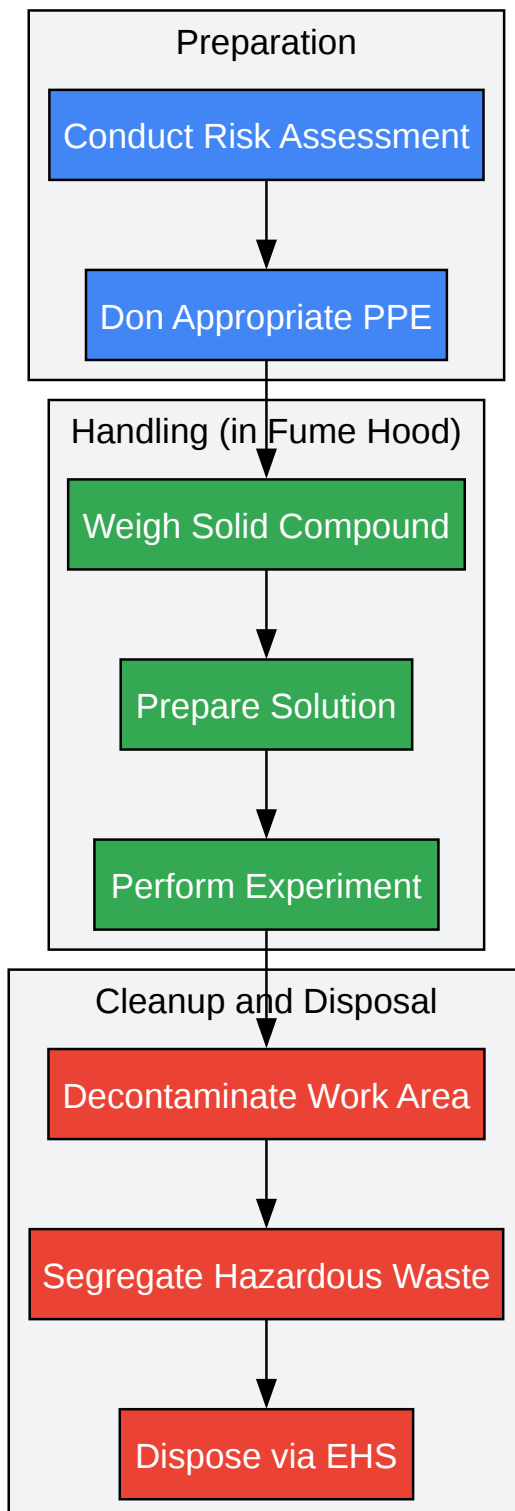 Preparation
Conduct Risk Assessment
Don Appropriate PPE
Handling (in Fume Hood)
Weigh Solid Compound
Prepare Solution
Perform Experiment
Cleanup and Disposal
Decontaminate Work Area
Segregate Hazardous Waste
Dispose via EHS